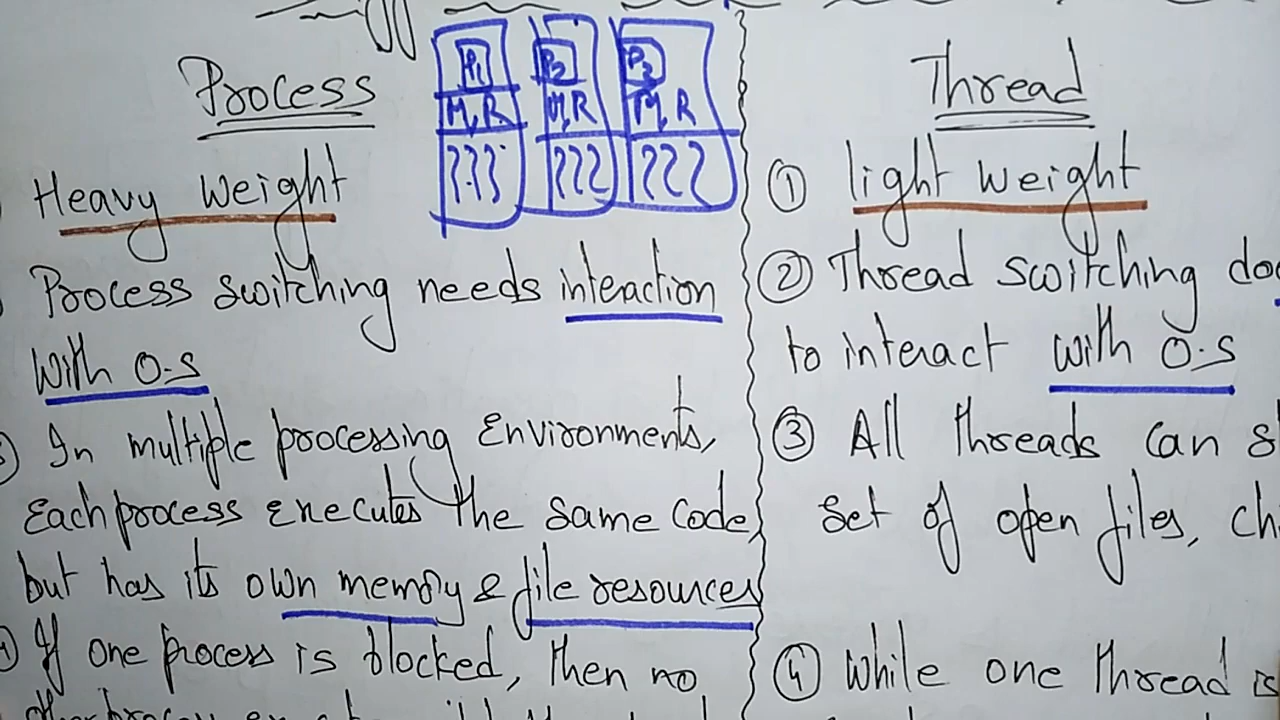 Process
P1 P2 P3
M,R M,R M,R
Thread
Heavy weight
Process switching needs inteaction
with O.S
In multiple processing Environments,
Each process executes the same code,
but has its own memory & file resources
If one process is blocked, then no
① light weight
② Thread switching
to interact with O.S
③ All threads can
set of open files,
④ While one thread is